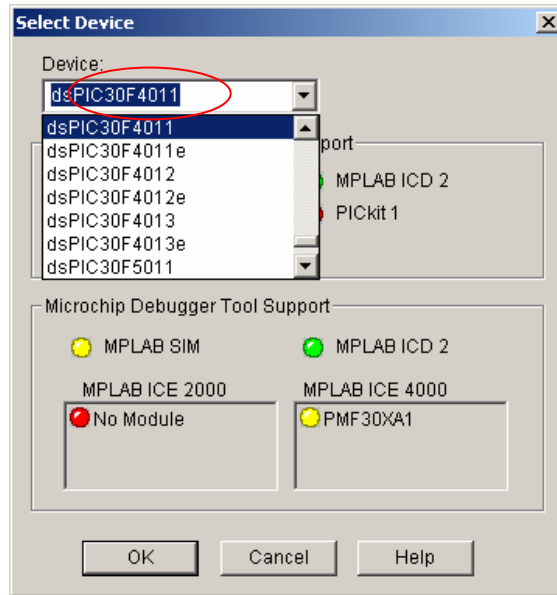 Select Device
Device:
dsPIC30F4011
dsPIC30F4011
dsPIC30F4011e
dsPIC30F4012
dsPIC30F4012e
dsPIC30F4013
dsPIC30F4013e
dsPIC30F5011
port
MPLAB ICD 2
PICkit 1
Microchip Debugger Tool Support
MPLAB SIM
MPLAB ICD 2
MPLAB ICE 2000
MPLAB ICE 4000
No Module
PMF30XA1
OK
Cancel
Help